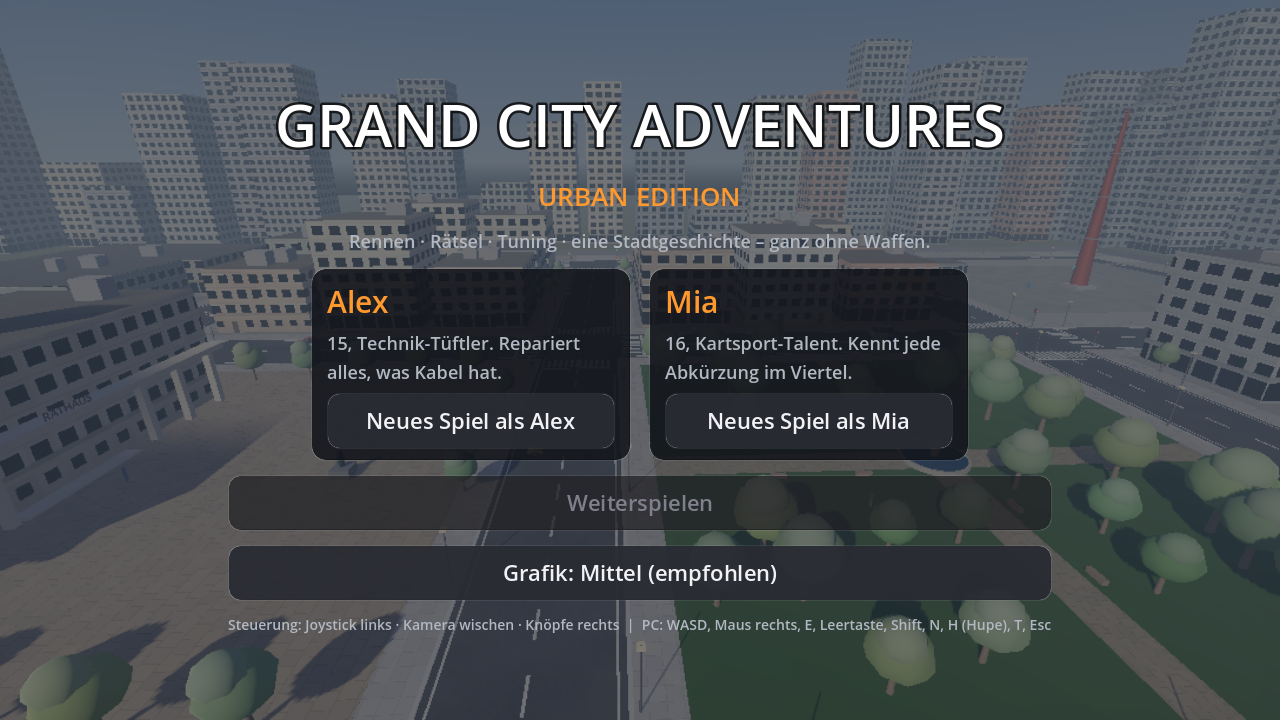 GRAND CITY ADVENTURES
URBAN EDITION
Rennen · Rätsel · Tuning · eine Stadtgeschichte – ganz ohne Waffen.
Alex
15, Technik-Tüftler. Repariert
alles, was Kabel hat.
Neues Spiel als Alex
Mia
16, Kartsport-Talent. Kennt jede
Abkürzung im Viertel.
Neues Spiel als Mia
RATHAUS
Weiterspielen
Grafik: Mittel (empfohlen)
Steuerung: Joystick links · Kamera wischen · Knöpfe rechts | PC: WASD, Maus rechts, E, Leertaste, Shift, N, H (Hupe), T, Esc